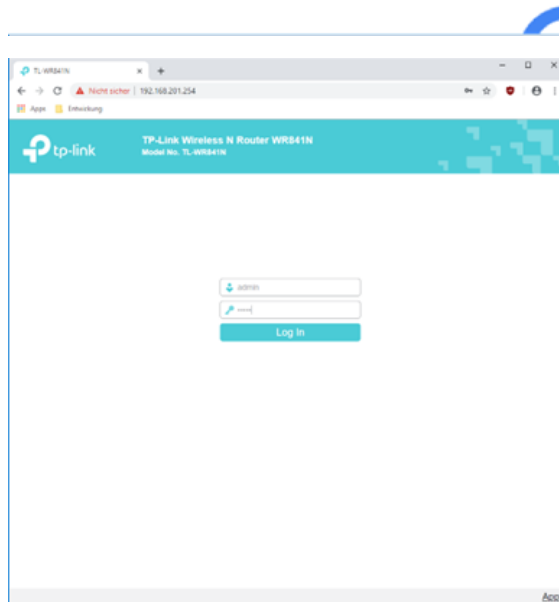 TL-WR841N
Nicht sicher | 192.168.201.254
Apps Entwicklung
tp-link
TP-Link Wireless N Router WR841N
Model No. TL-WR841N
admin
Log In
App